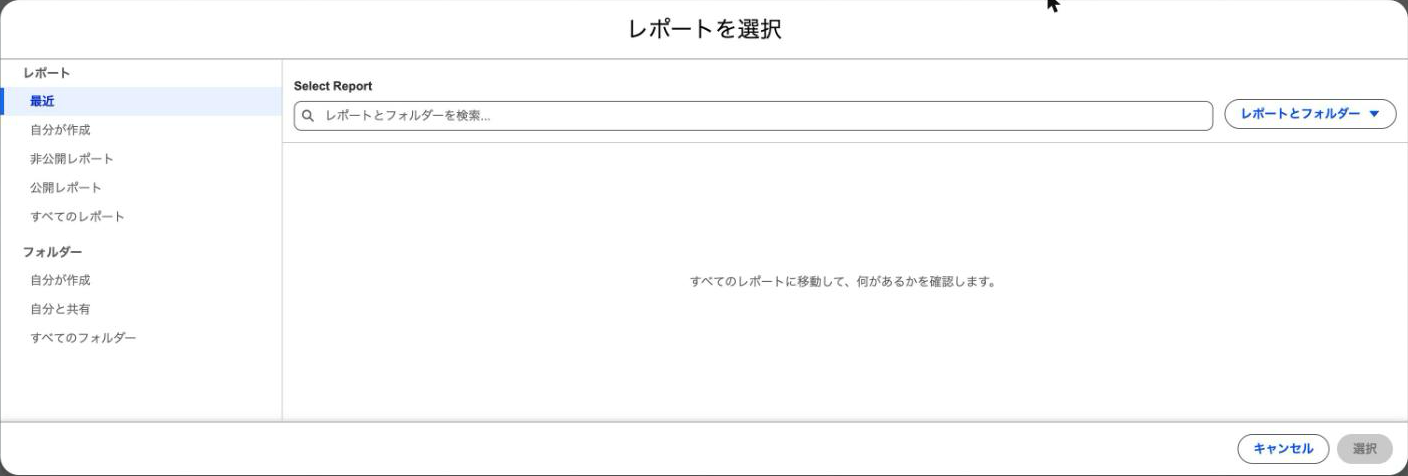 レポートを選択
レポート
最近
自分が作成
非公開レポート
公開レポート
すべてのレポート
フォルダー
自分が作成
自分と共有
すべてのフォルダー
Select Report
レポートとフォルダーを検索...
レポートとフォルダー
すべてのレポートに移動して、何があるかを確認します。
キャンセル
選択